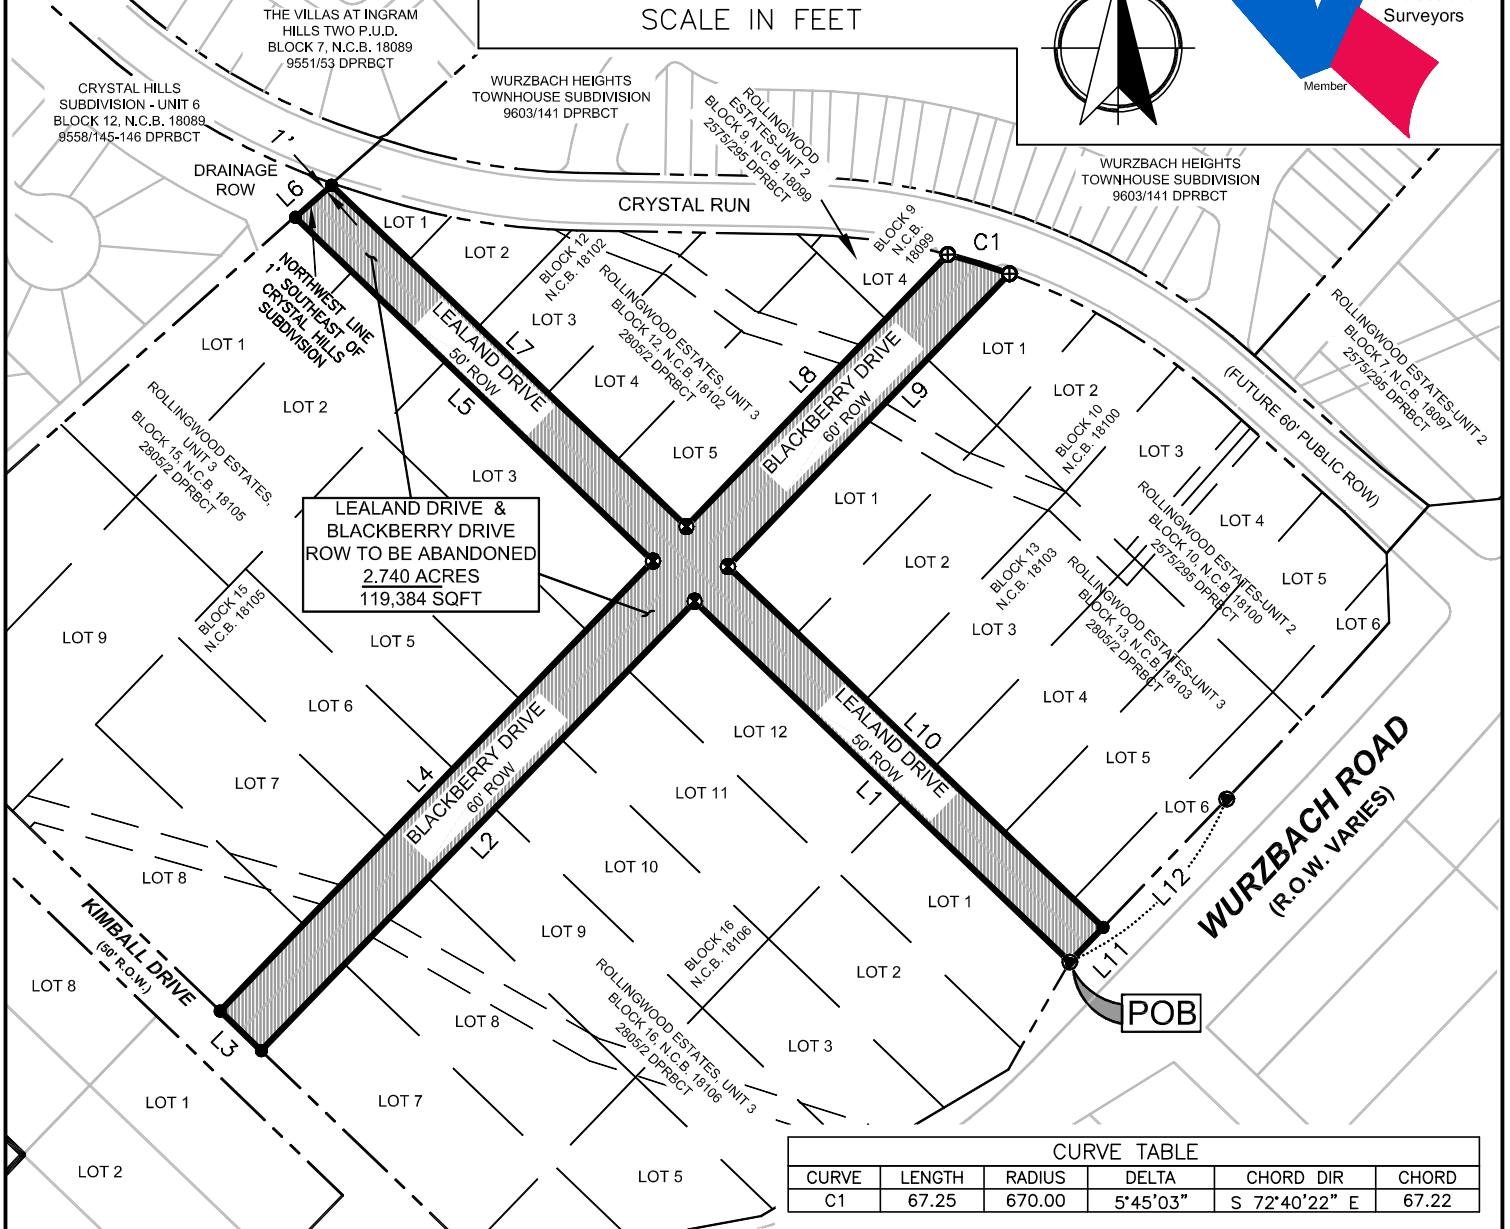 THE VILLAS AT INGRAM
HILLS TWO P.U.D.
BLOCK 7, N.C.B. 18089
9551/53 DPRBCT
SCALE IN FEET
Surveyors
Member
CRYSTAL HILLS
SUBDIVISION - UNIT 6
BLOCK 12, N.C.B. 18089
9558/145-146 DPRBCT
WURZBACH HEIGHTS
TOWNHOUSE SUBDIVISION
9603/141 DPRBCT
ROLLINGWOOD
ESTATES-UNIT 2
BLOCK 9, N.C.B. 18099
2575/295 DPRBCT
WURZBACH HEIGHTS
TOWNHOUSE SUBDIVISION
9603/141 DPRBCT
1'
DRAINAGE
ROW
L6
CRYSTAL RUN
LOT 1
LOT 2
BLOCK 12
N.C.B. 18102
BLOCK 9
N.C.B.
18099
C1
LOT 4
NORTHWEST LINE
1' SOUTHEAST OF
CRYSTAL HILLS
SUBDIVISION
ROLLINGWOOD ESTATES, UNIT 3
BLOCK 12, N.C.B. 18102
2805/2 DPRBCT
ROLLINGWOOD ESTATES-UNIT 2
BLOCK 7, N.C.B. 18097
2575/295 DPRBCT
LOT 3
LOT 1
LEALAND DRIVE
50' ROW
L7
L5
LOT 1
LOT 2
LOT 4
L8
BLACKBERRY DRIVE
60' ROW
L9
(FUTURE 60' PUBLIC ROW)
LOT 2
ROLLINGWOOD ESTATES,
UNIT 3
BLOCK 15, N.C.B. 18105
2805/2 DPRBCT
BLOCK 10
N.C.B. 18100
LOT 5
LOT 3
LOT 3
LOT 1
LOT 4
ROLLINGWOOD ESTATES-UNIT 2
BLOCK 10, N.C.B. 18100
2575/295 DPRBCT
LEALAND DRIVE &
BLACKBERRY DRIVE
ROW TO BE ABANDONED
2.740 ACRES
119,384 SQFT
LOT 2
BLOCK 13
N.C.B. 18103
ROLLINGWOOD ESTATES-UNIT 3
BLOCK 13, N.C.B. 18103
2805/2 DPRBCT
LOT 5
LOT 6
BLOCK 15
N.C.B. 18105
LOT 9
LOT 5
LOT 3
LOT 6
LOT 4
LOT 12
LEALAND DRIVE
50' ROW
L10
L1
LOT 5
WURZBACH ROAD
(R.O.W. VARIES)
L4
BLACKBERRY DRIVE
60' ROW
L2
LOT 7
LOT 11
LOT 6
LOT 10
LOT 8
L12
LOT 1
KIMBALL DRIVE
(50' R.O.W.)
LOT 9
BLOCK 16
N.C.B. 18106
L11
LOT 2
LOT 8
ROLLINGWOOD ESTATES, UNIT 3
BLOCK 16, N.C.B. 18106
2805/2 DPRBCT
POB
L3
LOT 8
LOT 3
LOT 1
LOT 7
LOT 2
LOT 5
CURVE TABLE
CURVE LENGTH RADIUS DELTA CHORD DIR CHORD
C1 67.25 670.00 5°45'03" S 72°40'22" E 67.22